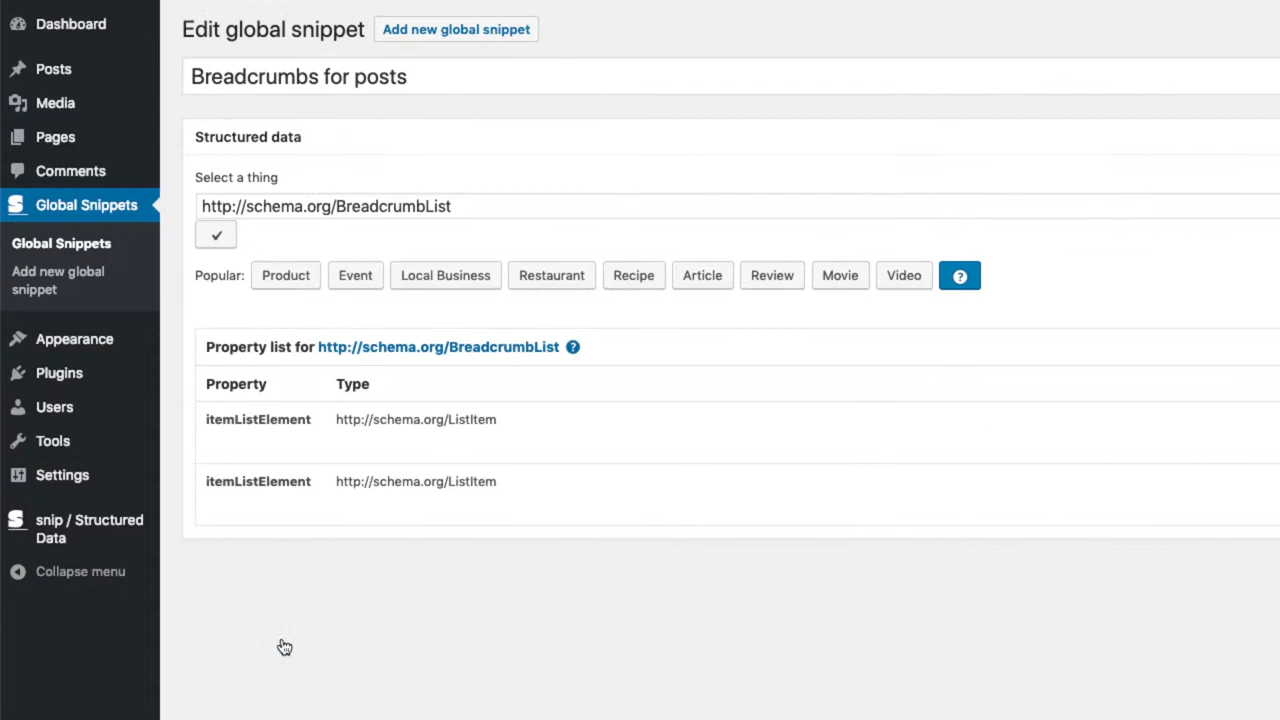 Dashboard
Posts
Media
Pages
Comments
Global Snippets
Global Snippets
Add new global
snippet
Appearance
Plugins
Users
Tools
Settings
snip / Structured
Data
Collapse menu
Edit global snippet Add new global snippet
Breadcrumbs for posts
Structured data
Select a thing
http://schema.org/BreadcrumbList
Popular: Product Event Local Business Restaurant Recipe Article Review Movie Video ?
Property list for http://schema.org/BreadcrumbList ?
Property Type
itemListElement http://schema.org/ListItem
itemListElement http://schema.org/ListItem